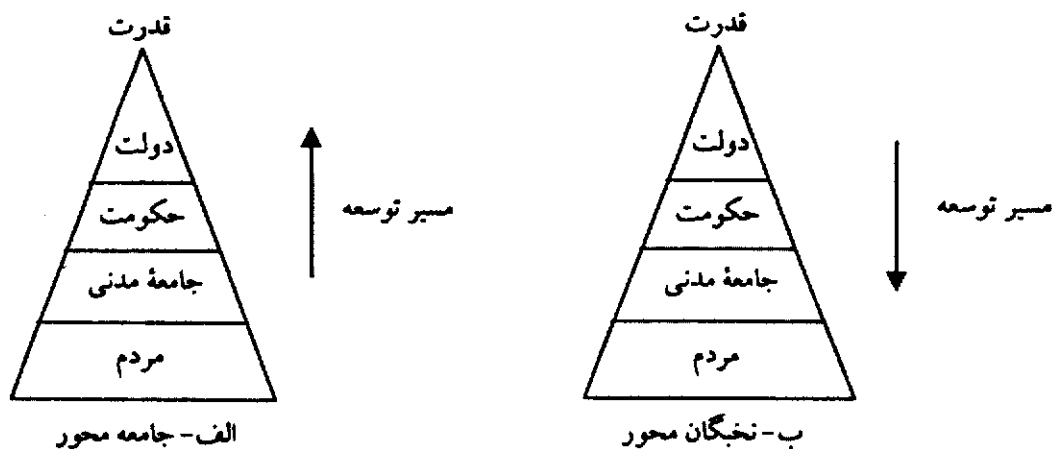 قدرت
دولت
حکومت
جامعهٔ مدنی
مردم
مسیر توسعه
الف- جامعه محور
قدرت
دولت
حکومت
جامعهٔ مدنی
مردم
مسیر توسعه
ب- نخبگان محور